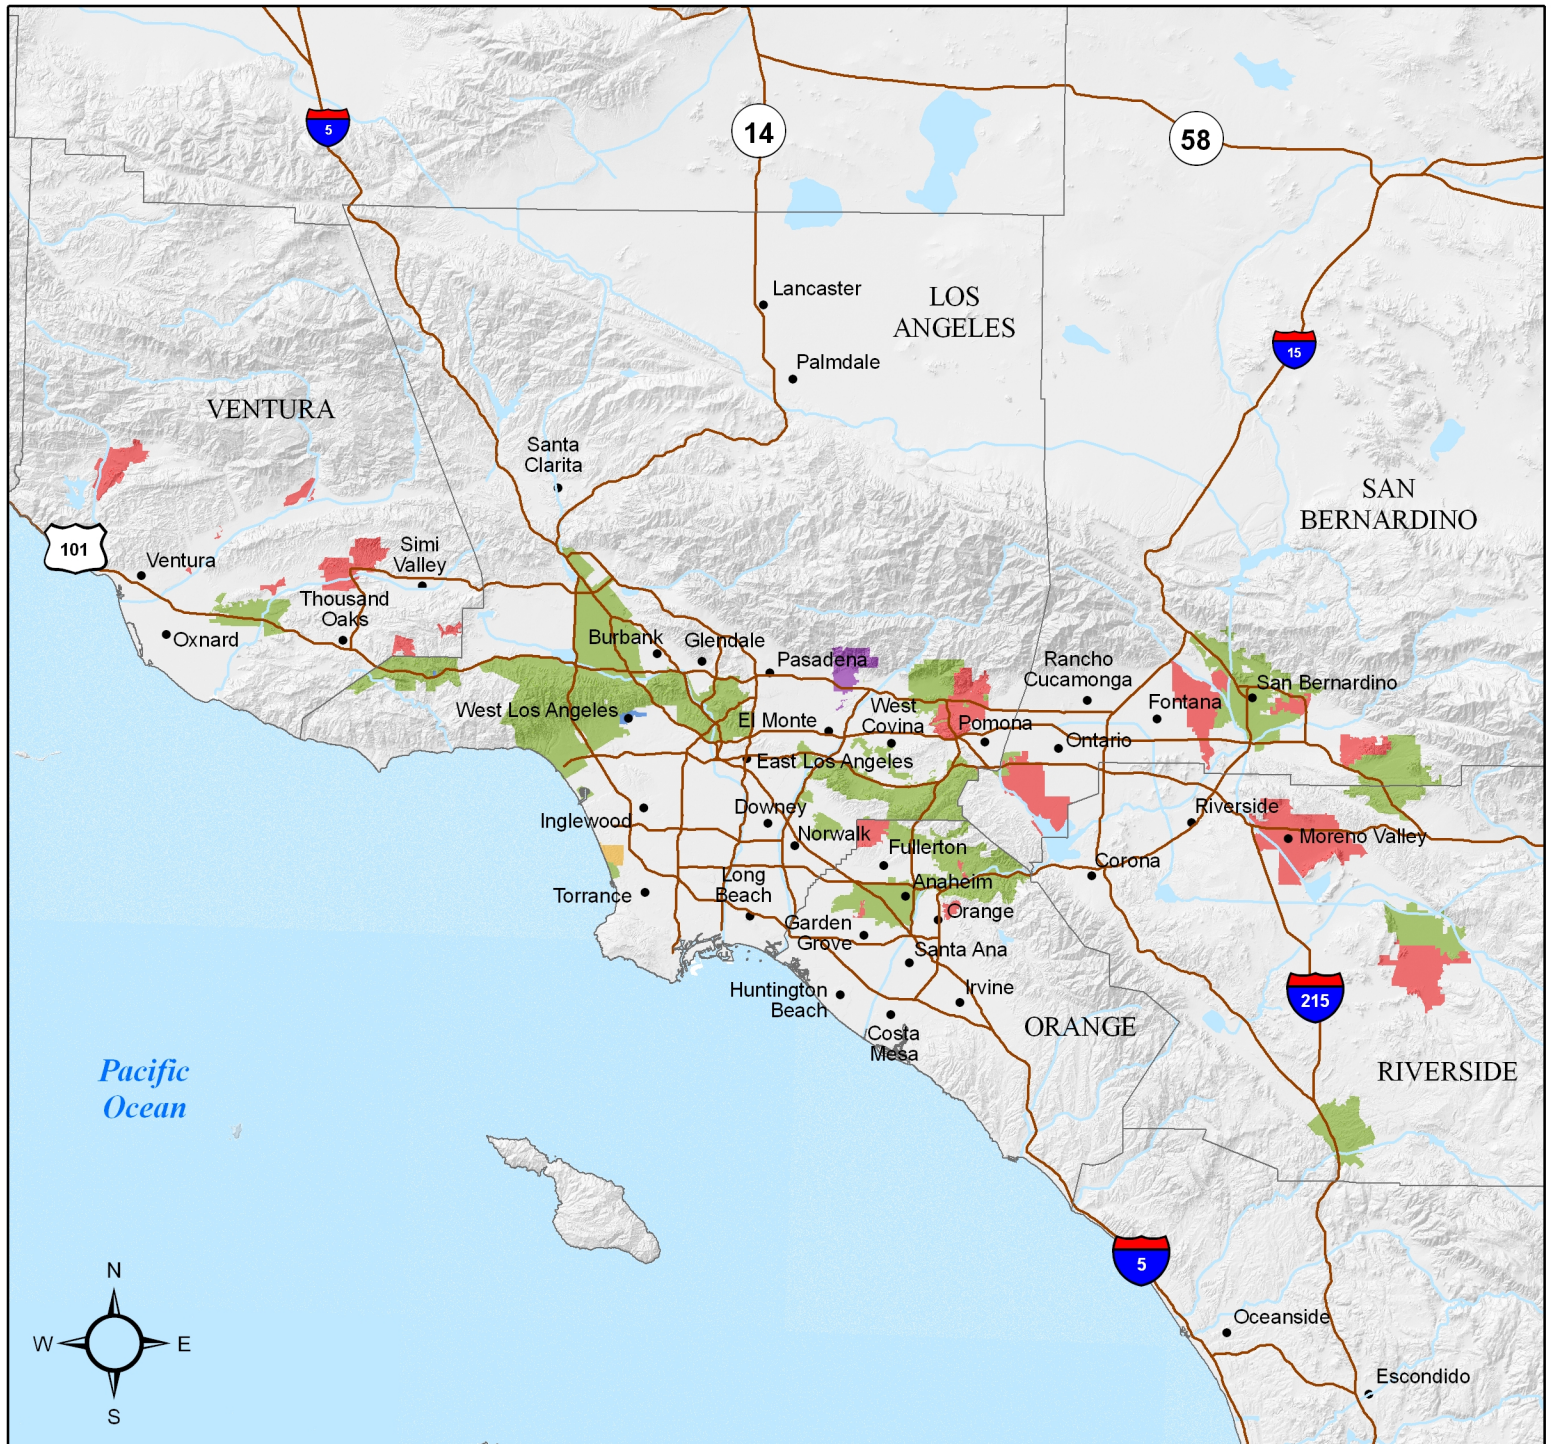 5
14
58
Lancaster
LOS
ANGELES
15
Palmdale
VENTURA
Santa
Clarita
SAN
BERNARDINO
101
Ventura
Simi
Valley
Thousand
Oaks
Oxnard
Burbank
Glendale
Pasadena
Rancho
Cucamonga
San Bernardino
Fontana
West Los Angeles
El Monte
West
Covina
Pomona
Ontario
East Los Angeles
Inglewood
Downey
Norwalk
Riverside
Moreno Valley
Fullerton
Corona
Torrance
Long
Beach
Anaheim
Orange
Garden
Grove
Santa Ana
Huntington
Beach
Irvine
215
Costa
Mesa
ORANGE
RIVERSIDE
Pacific
Ocean
5
N
W
E
S
Oceanside
Escondido